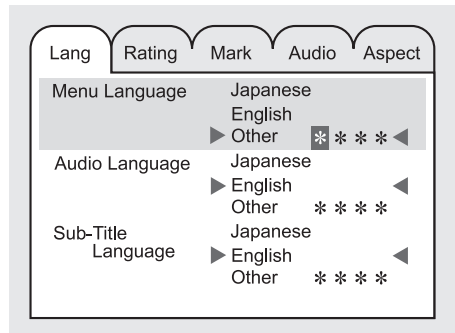 Lang Rating Mark Audio Aspect
Menu Language Japanese
English
▶ Other * * * * ◀
Audio Language Japanese
▶ English ◀
Other * * * *
Sub-Title Japanese
Language ▶ English ◀
Other * * * *